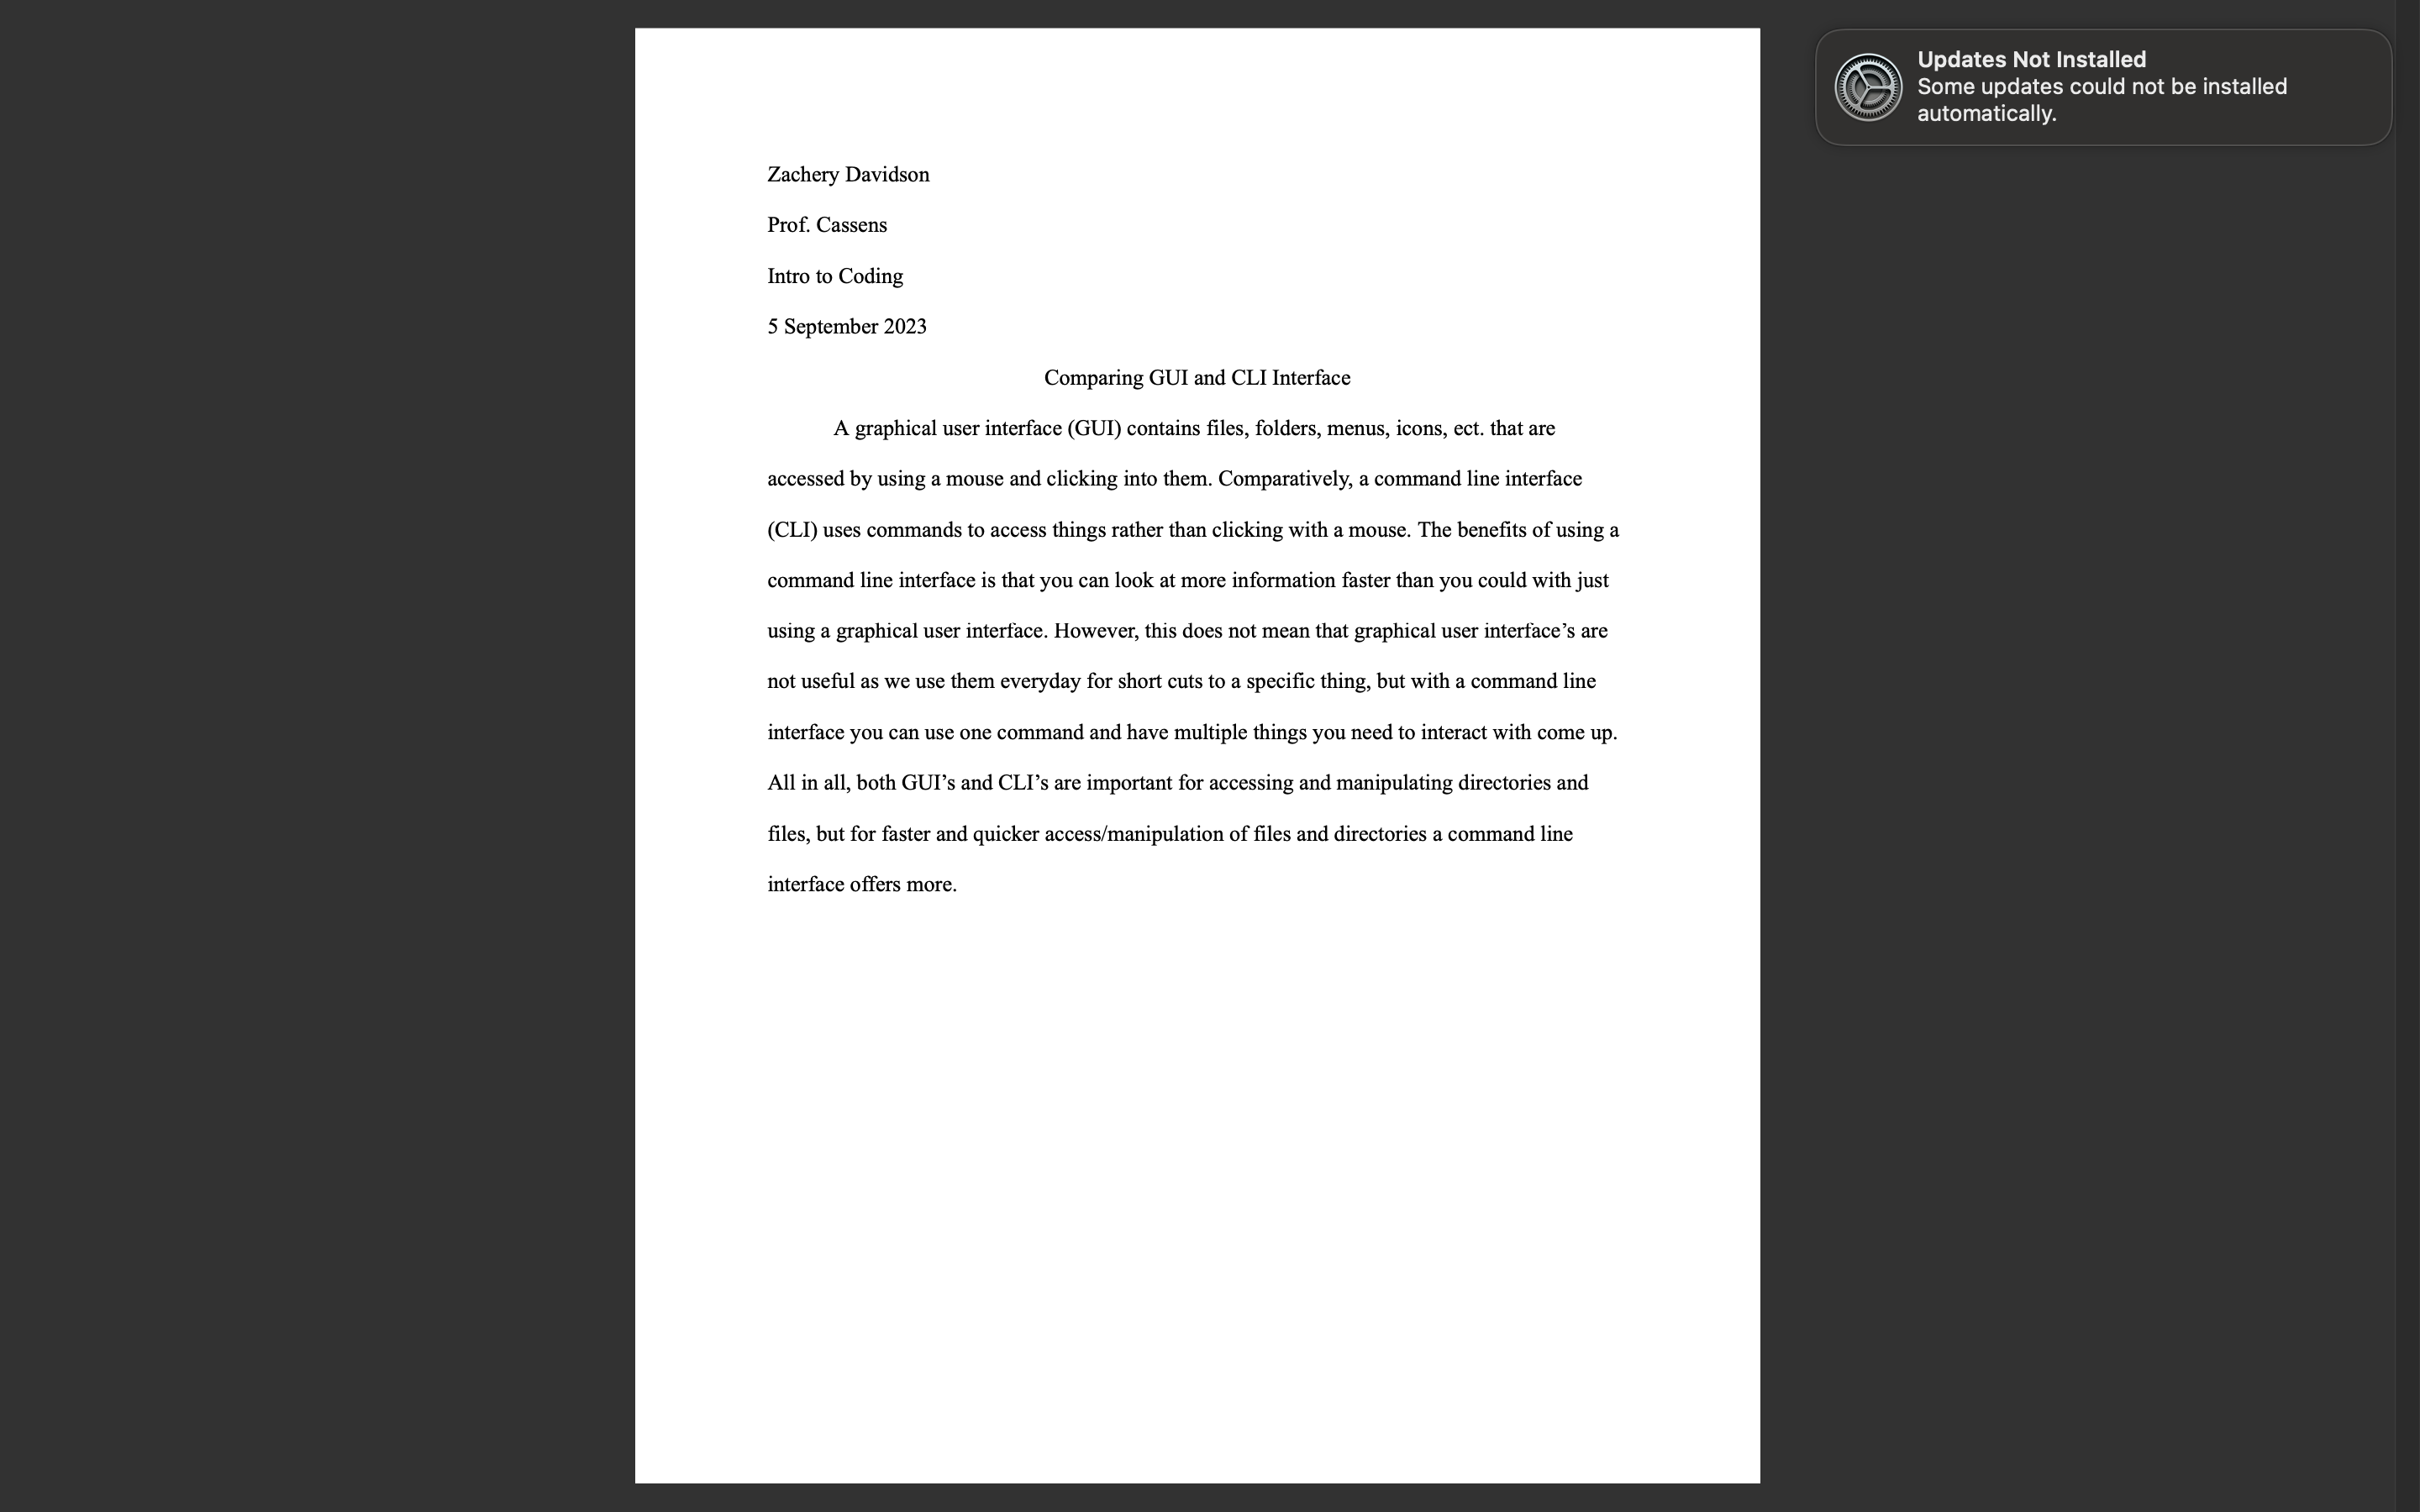 Updates Not Installed
Some updates could not be installed
automatically.
Zachery Davidson
Prof. Cassens
Intro to Coding
5 September 2023
Comparing GUI and CLI Interface
A graphical user interface (GUI) contains files, folders, menus, icons, ect. that are
accessed by using a mouse and clicking into them. Comparatively, a command line interface
(CLI) uses commands to access things rather than clicking with a mouse. The benefits of using a
command line interface is that you can look at more information faster than you could with just
using a graphical user interface. However, this does not mean that graphical user interface’s are
not useful as we use them everyday for short cuts to a specific thing, but with a command line
interface you can use one command and have multiple things you need to interact with come up.
All in all, both GUI’s and CLI’s are important for accessing and manipulating directories and
files, but for faster and quicker access/manipulation of files and directories a command line
interface offers more.